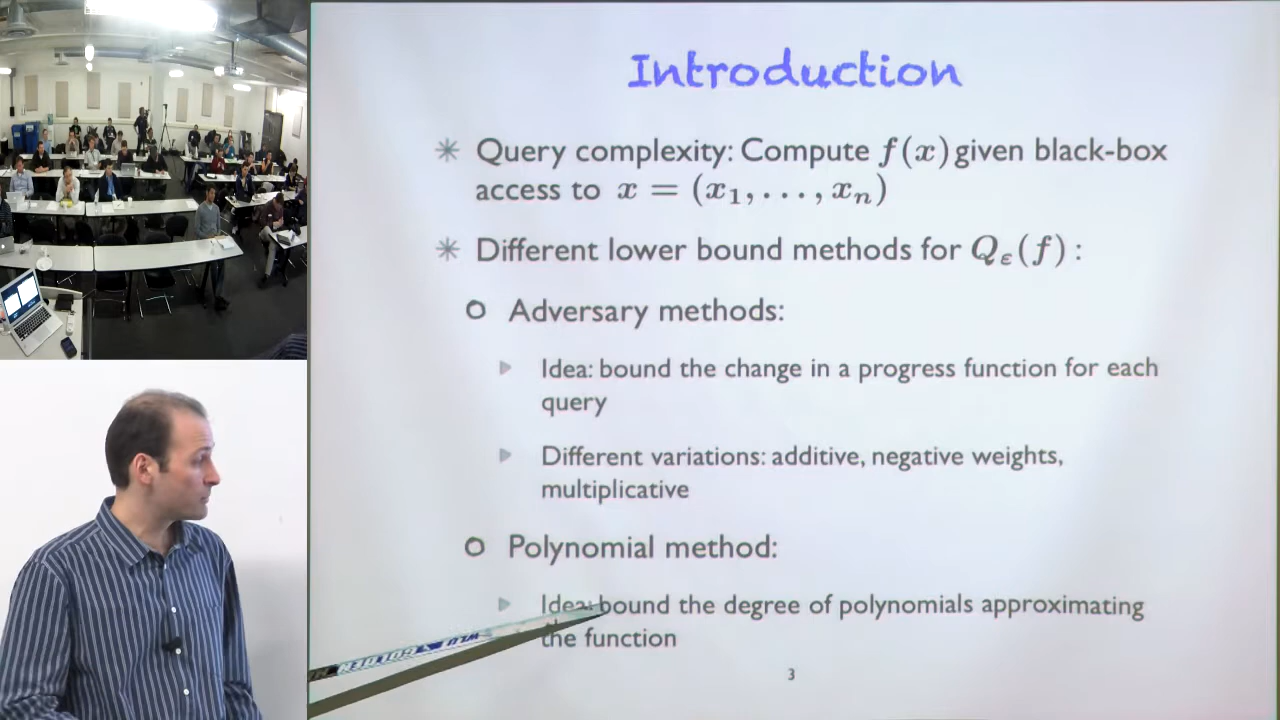 Introduction
Query complexity: Compute f(x) given black-box
access to x = (x₁, . . . , xₙ)
Different lower bound methods for Qε(f) :
Adversary methods:
Idea: bound the change in a progress function for each
query
Different variations: additive, negative weights,
multiplicative
Polynomial method:
Idea: bound the degree of polynomials approximating
the function
3